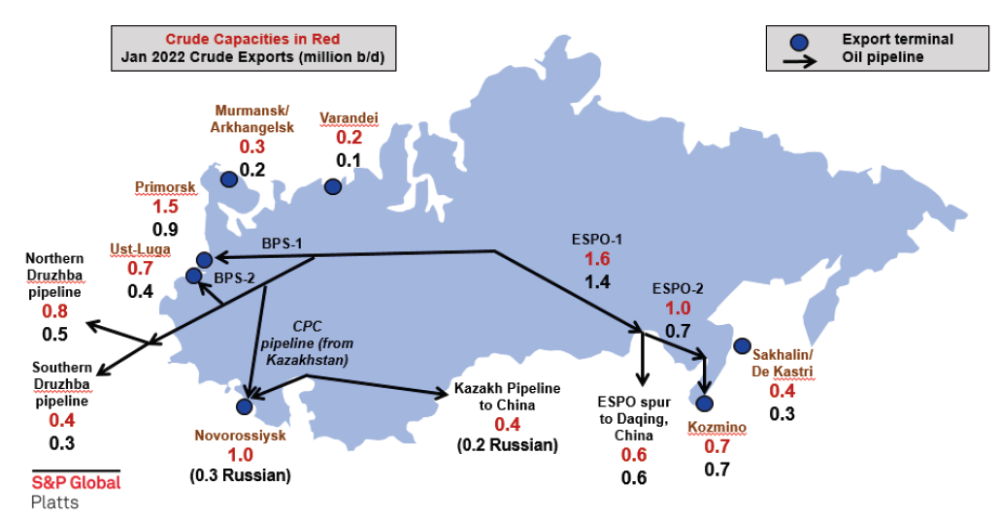 Crude Capacities in Red
Jan 2022 Crude Exports (million b/d)
Export terminal
Oil pipeline
Murmansk/
Arkhangelsk
0.3
0.2
Varandei
0.2
0.1
Primorsk
1.5
0.9
Ust-Luga
0.7
0.4
BPS-1
BPS-2
Northern
Druzhba
pipeline
0.8
0.5
Southern
Druzhba
pipeline
0.4
0.3
CPC
pipeline (from
Kazakhstan)
Novorossiysk
1.0
(0.3 Russian)
Kazakh Pipeline
to China
0.4
(0.2 Russian)
ESPO-1
1.6
1.4
ESPO-2
1.0
0.7
ESPO spur
to Daqing,
China
0.6
0.6
Sakhalin/
De Kastri
0.4
0.3
Kozmino
0.7
0.7
S&P Global
Platts